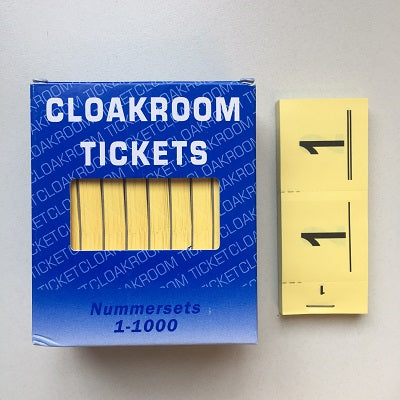 CLOAKROOM
TICKETS
Nummersets
1-1000
1
1
1